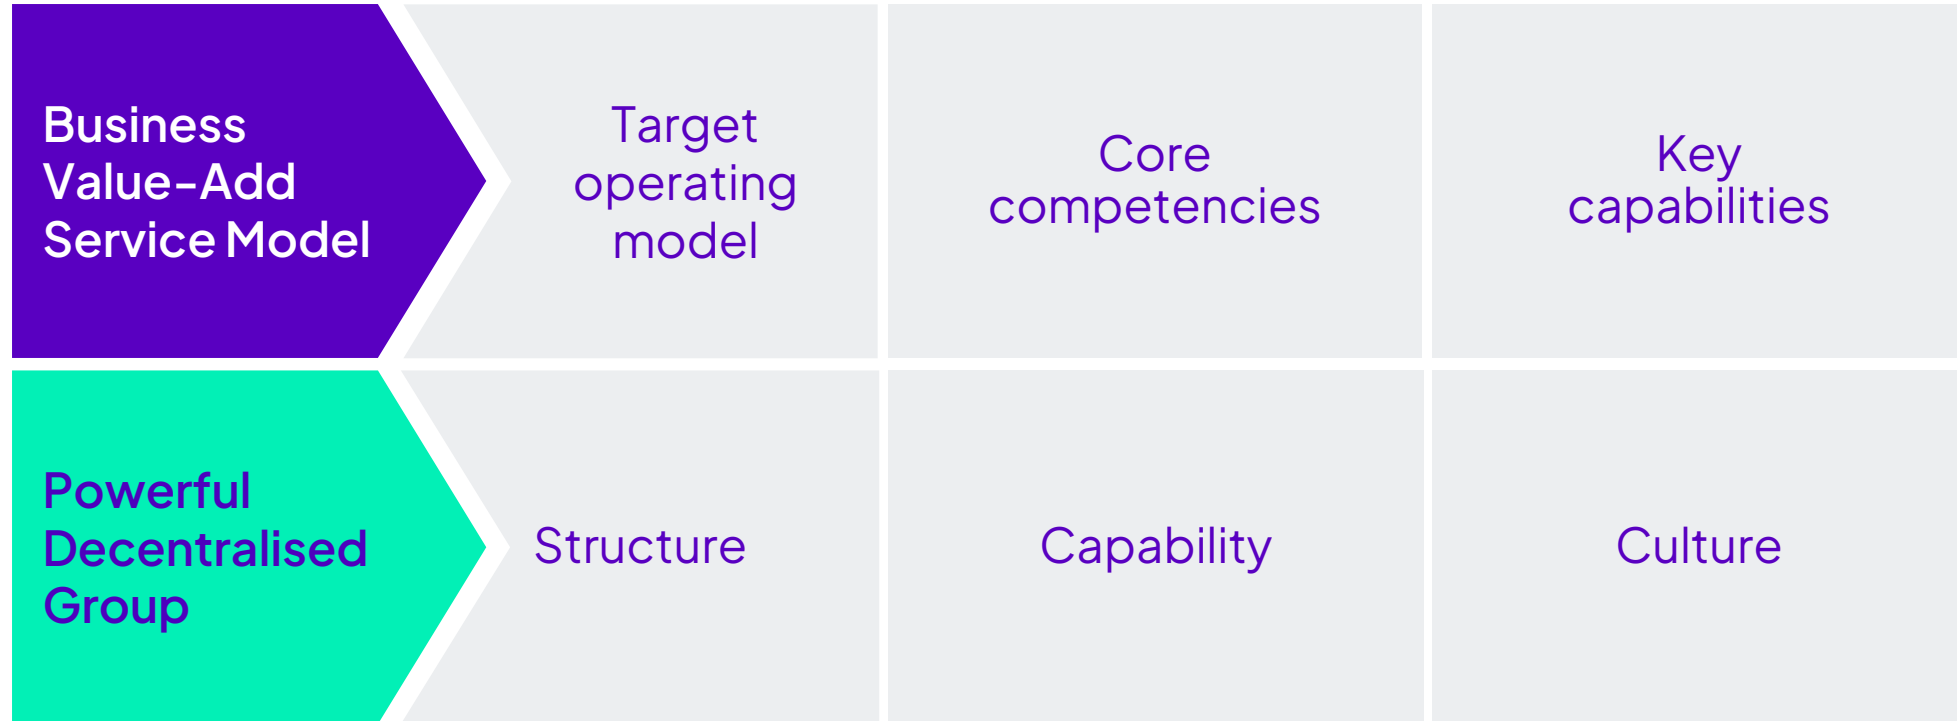 Business
Value-Add
Service Model
Target
operating
model
Core
competencies
Key
capabilities
Powerful
Decentralised
Group
Structure
Capability
Culture